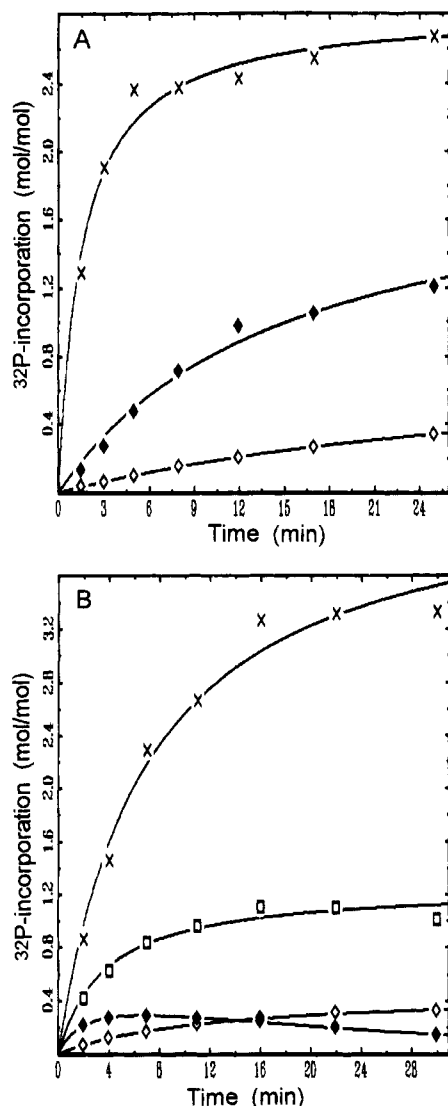 A
³²P-incorporation (mol/mol)
2.4
2.0
1.6
1.2
0.8
0.4
0 3 6 9 12 15 18 21 24
Time (min)
B
³²P-incorporation (mol/mol)
3.2
2.8
2.4
2.0
1.6
1.2
0.8
0.4
0 4 8 12 16 20 24 28
Time (min)